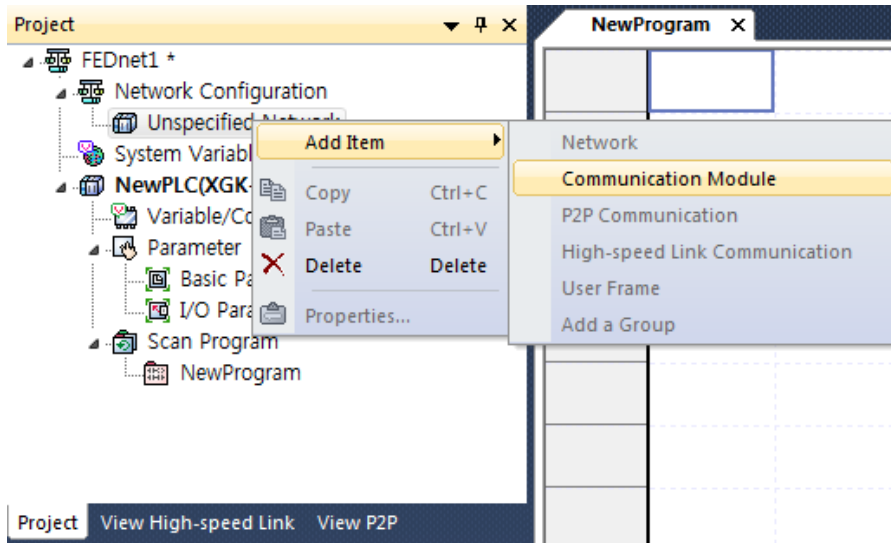 Project
FEDnet1 *
Network Configuration
Unspecified
System Variabl
NewPLC(XGK-
Variable/Co
Parameter
Basic Pa
I/O Para
Scan Program
NewProgram
Add Item
Copy Ctrl+C
Paste Ctrl+V
Delete Delete
Properties...
Network
Communication Module
P2P Communication
High-speed Link Communication
User Frame
Add a Group
NewProgram
Project View High-speed Link View P2P